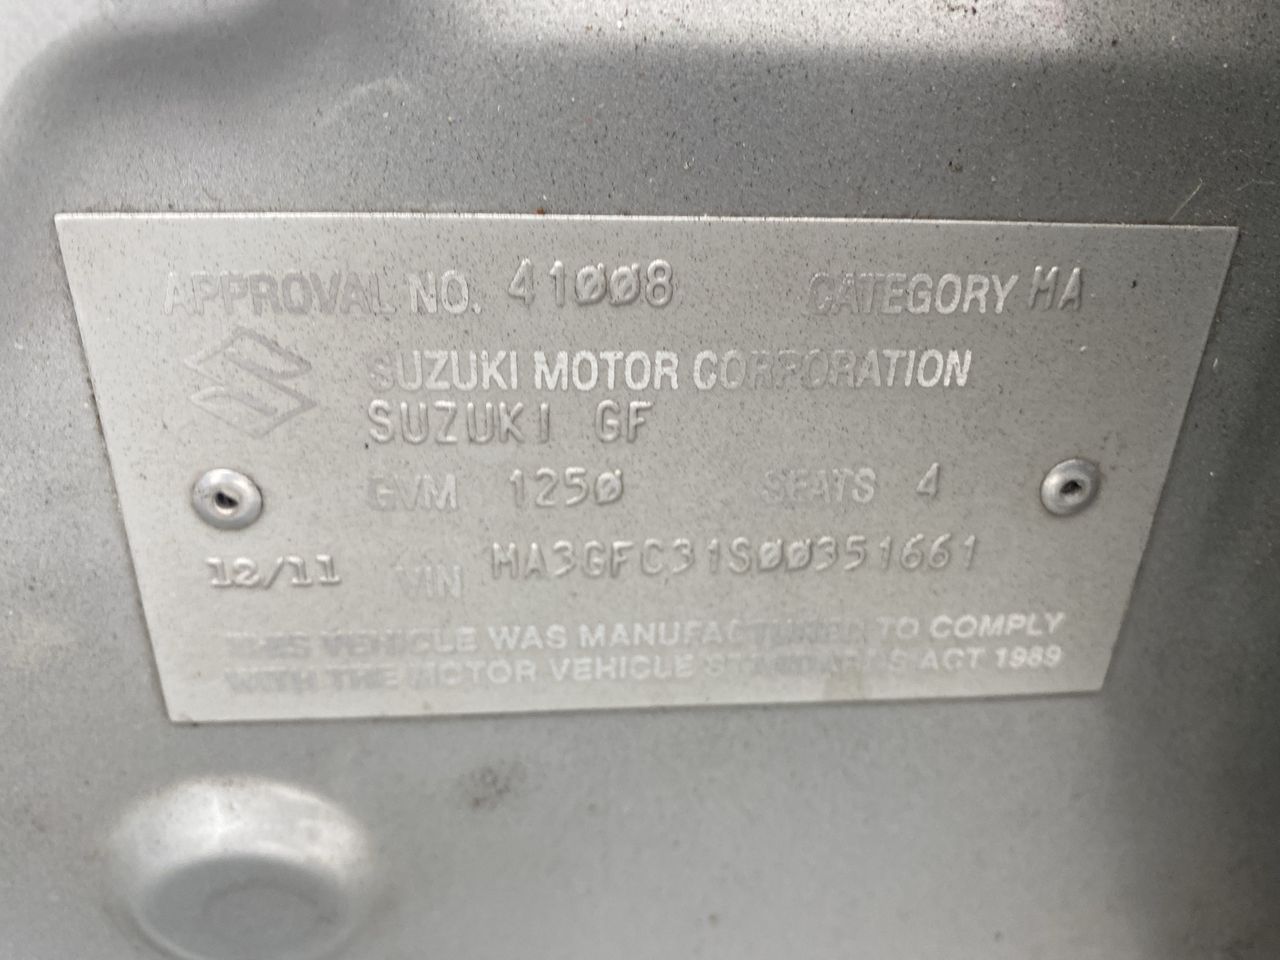 APPROVAL NO. 41008 CATEGORY MA
SUZUKI MOTOR CORPORATION
SUZUKI GF
GVM 1250 SEATS 4
12/11 VIN MA3GFC31S00351661
THIS VEHICLE WAS MANUFACTURED TO COMPLY
WITH THE MOTOR VEHICLE STANDARDS ACT 1989